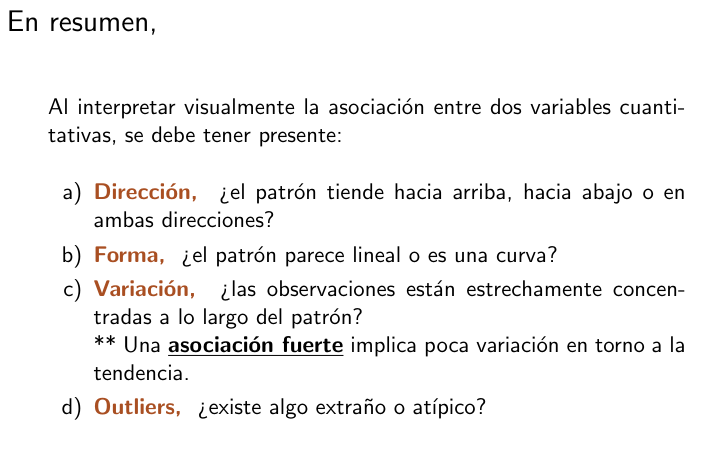 En resumen,
Al interpretar visualmente la asociación entre dos variables cuanti-
tativas, se debe tener presente:
a) Dirección, ¿el patrón tiende hacia arriba, hacia abajo o en
ambas direcciones?
b) Forma, ¿el patrón parece lineal o es una curva?
c) Variación, ¿las observaciones están estrechamente concen-
tradas a lo largo del patrón?
** Una asociación fuerte implica poca variación en torno a la
tendencia.
d) Outliers, ¿existe algo extraño o atípico?